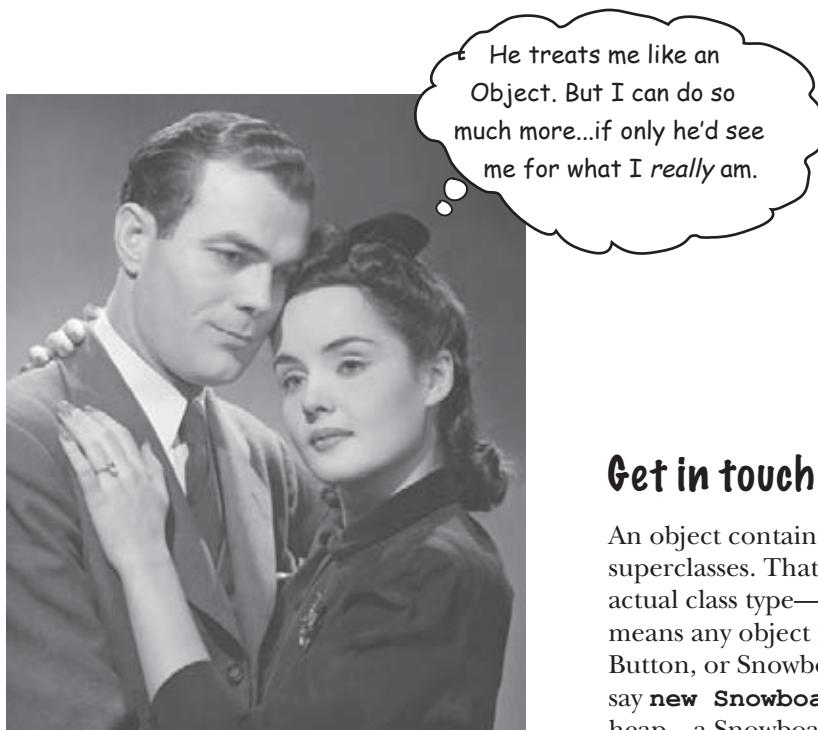 He treats me like an
Object. But I can do so
much more...if only he'd see
me for what I really am.
Get in touch
An object contain
superclasses. That
actual class type—
means any object
Button, or Snowbo
say new Snowboa
heap a Snowboa